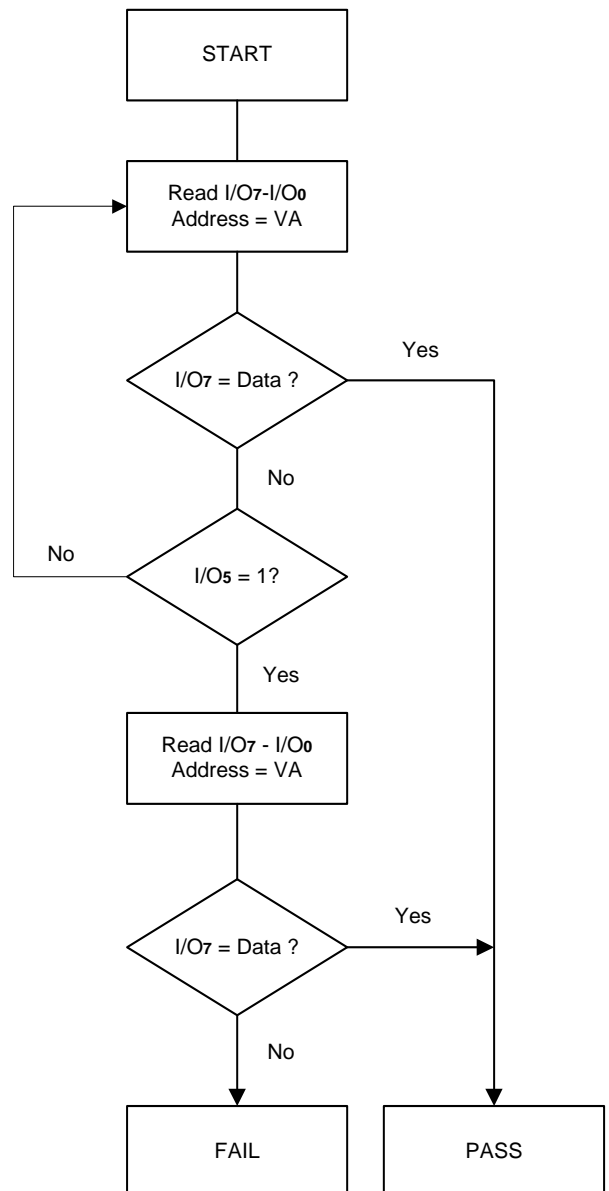 START
Read I/O7-I/O0
Address = VA
I/O7 = Data ?
Yes
No
No
I/O5 = 1?
Yes
Read I/O7 - I/O0
Address = VA
I/O7 = Data ?
Yes
No
FAIL
PASS